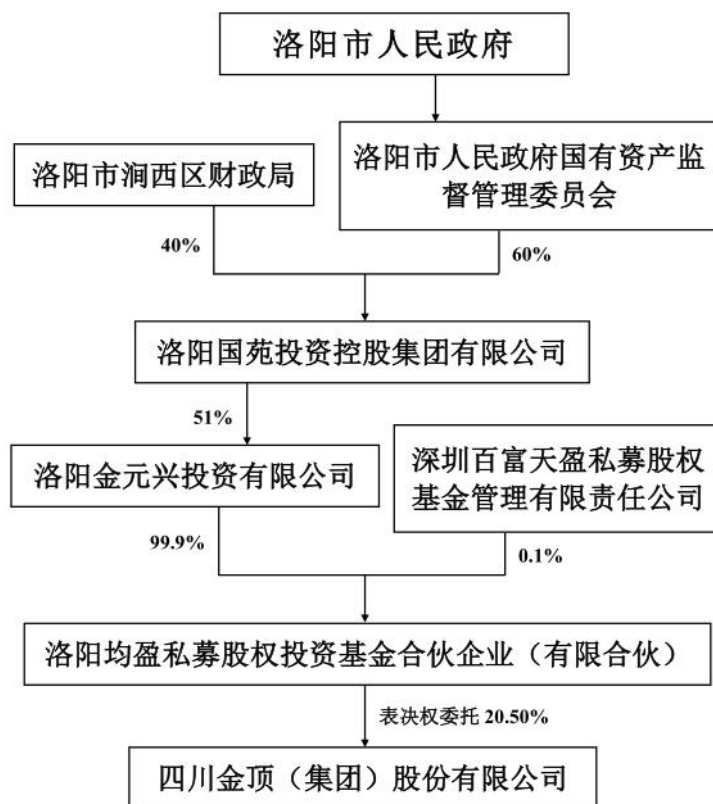 洛阳市人民政府
洛阳市涧西区财政局
洛阳市人民政府国有资产监
督管理委员会
40%
60%
洛阳国苑投资控股集团有限公司
51%
洛阳金元兴投资有限公司
深圳百富天盈私募股权
基金管理有限责任公司
99.9%
0.1%
洛阳均盈私募股权投资基金合伙企业（有限合伙）
表决权委托 20.50%
四川金顶（集团）股份有限公司